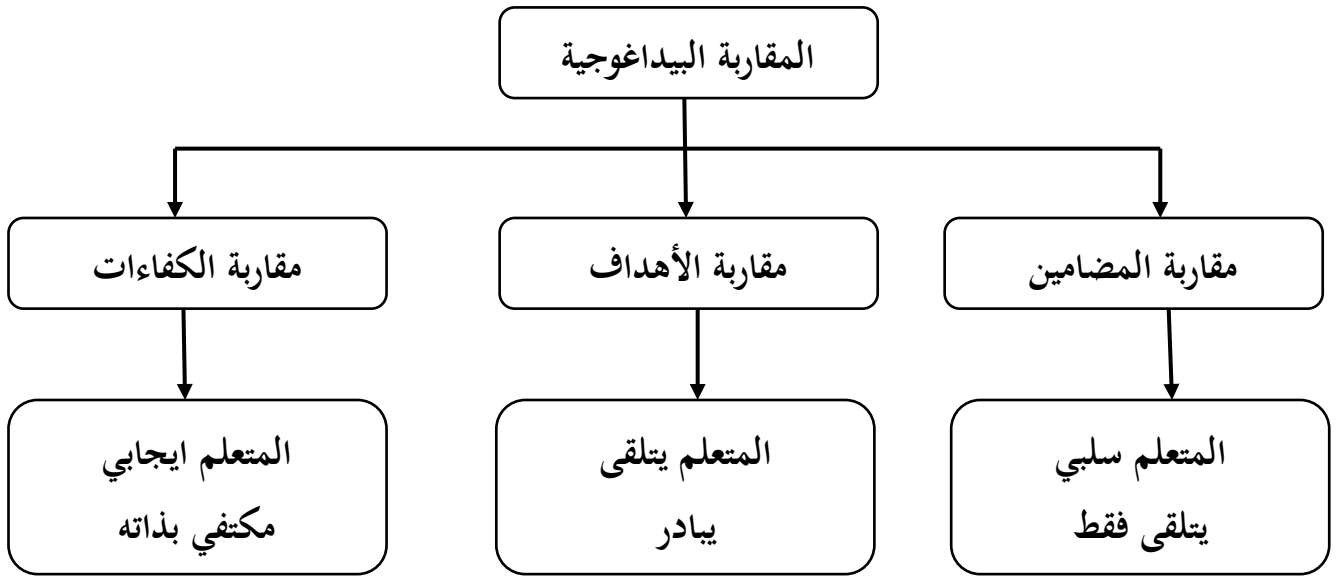 المقاربة البيداغوجية
مقاربة المضامين
مقاربة الأهداف
مقاربة الكفاءات
المتعلم سلبي
يتلقى فقط
المتعلم يتلقى
يبادر
المتعلم ايجابي
مكتفي بذاته